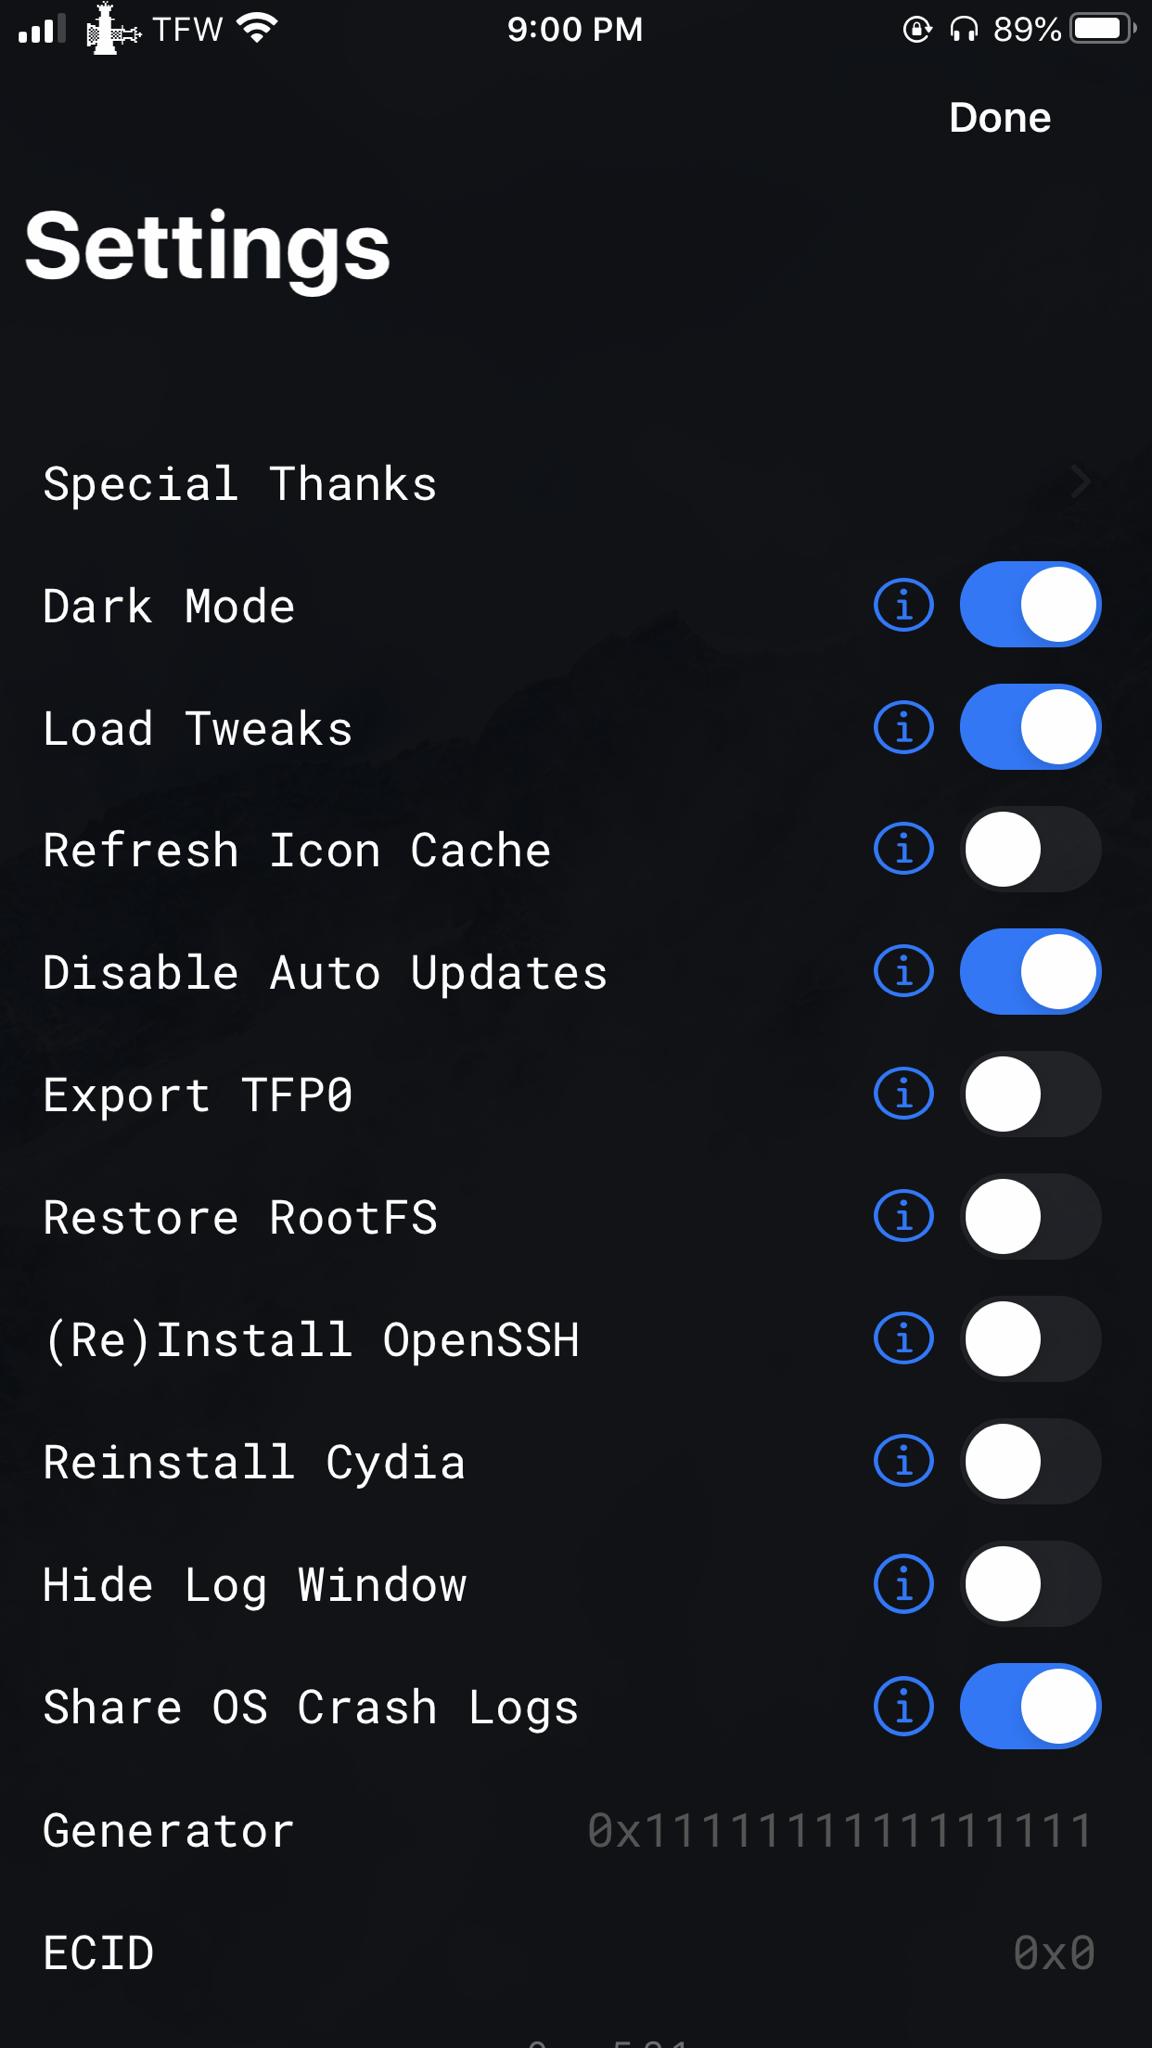 TFW 9:00 PM 89%
Done
Settings
Special Thanks
Dark Mode
Load Tweaks
Refresh Icon Cache
Disable Auto Updates
Export TFP0
Restore RootFS
(Re)Install OpenSSH
Reinstall Cydia
Hide Log Window
Share OS Crash Logs
Generator 0x1111111111111111
ECID 0x0